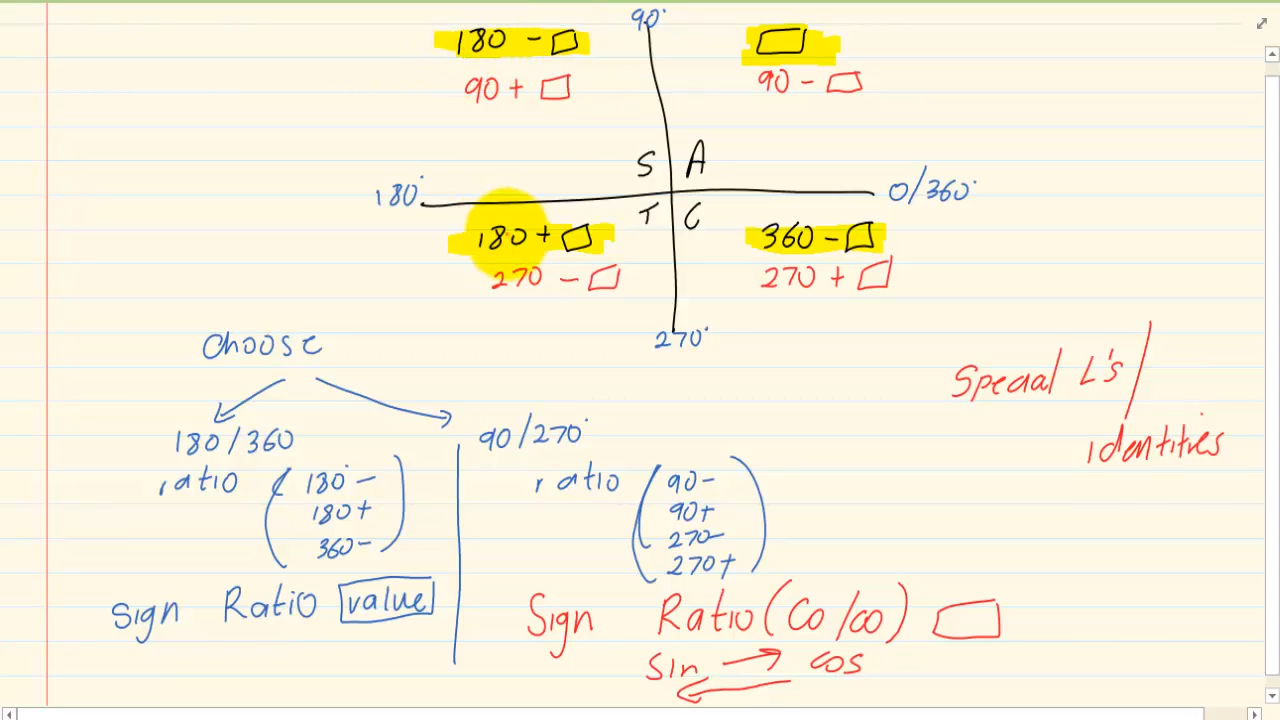 90°
180 - □
□
90 + □
90 - □
S A
180°
0/360°
T C
180 + □
360 - □
270 - □
270 + □
270°
Choose
Special L's /
identities
180/360
90/270°
ratio
180° -
180 +
360 -
ratio
90 -
90 +
270 -
270 +
Sign Ratio value
Sign Ratio (Co/co) □
sin → cos